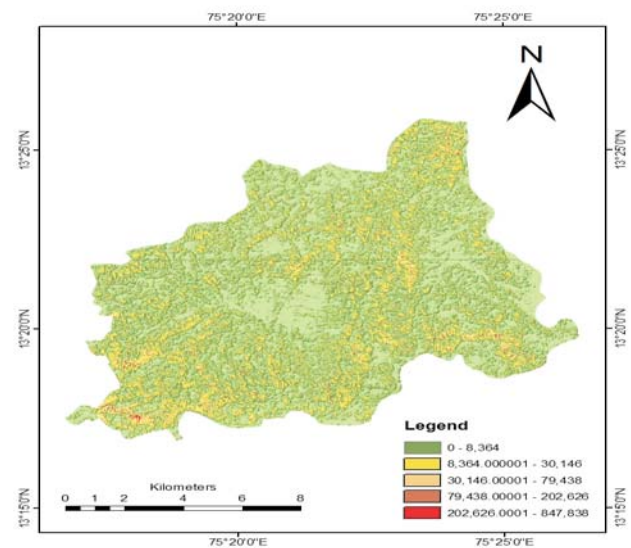 75°20'0"E 75°25'0"E
N
13°25'0"N 13°25'0"N
13°20'0"N 13°20'0"N
Legend
0 - 8,364
8,364.000001 - 30,146
30,146.00001 - 79,438
79,438.00001 - 202,626
202,626.0001 - 847,838
Kilometers
0 1 2 4 6 8
13°15'0"N 13°15'0"N
75°20'0"E 75°25'0"E